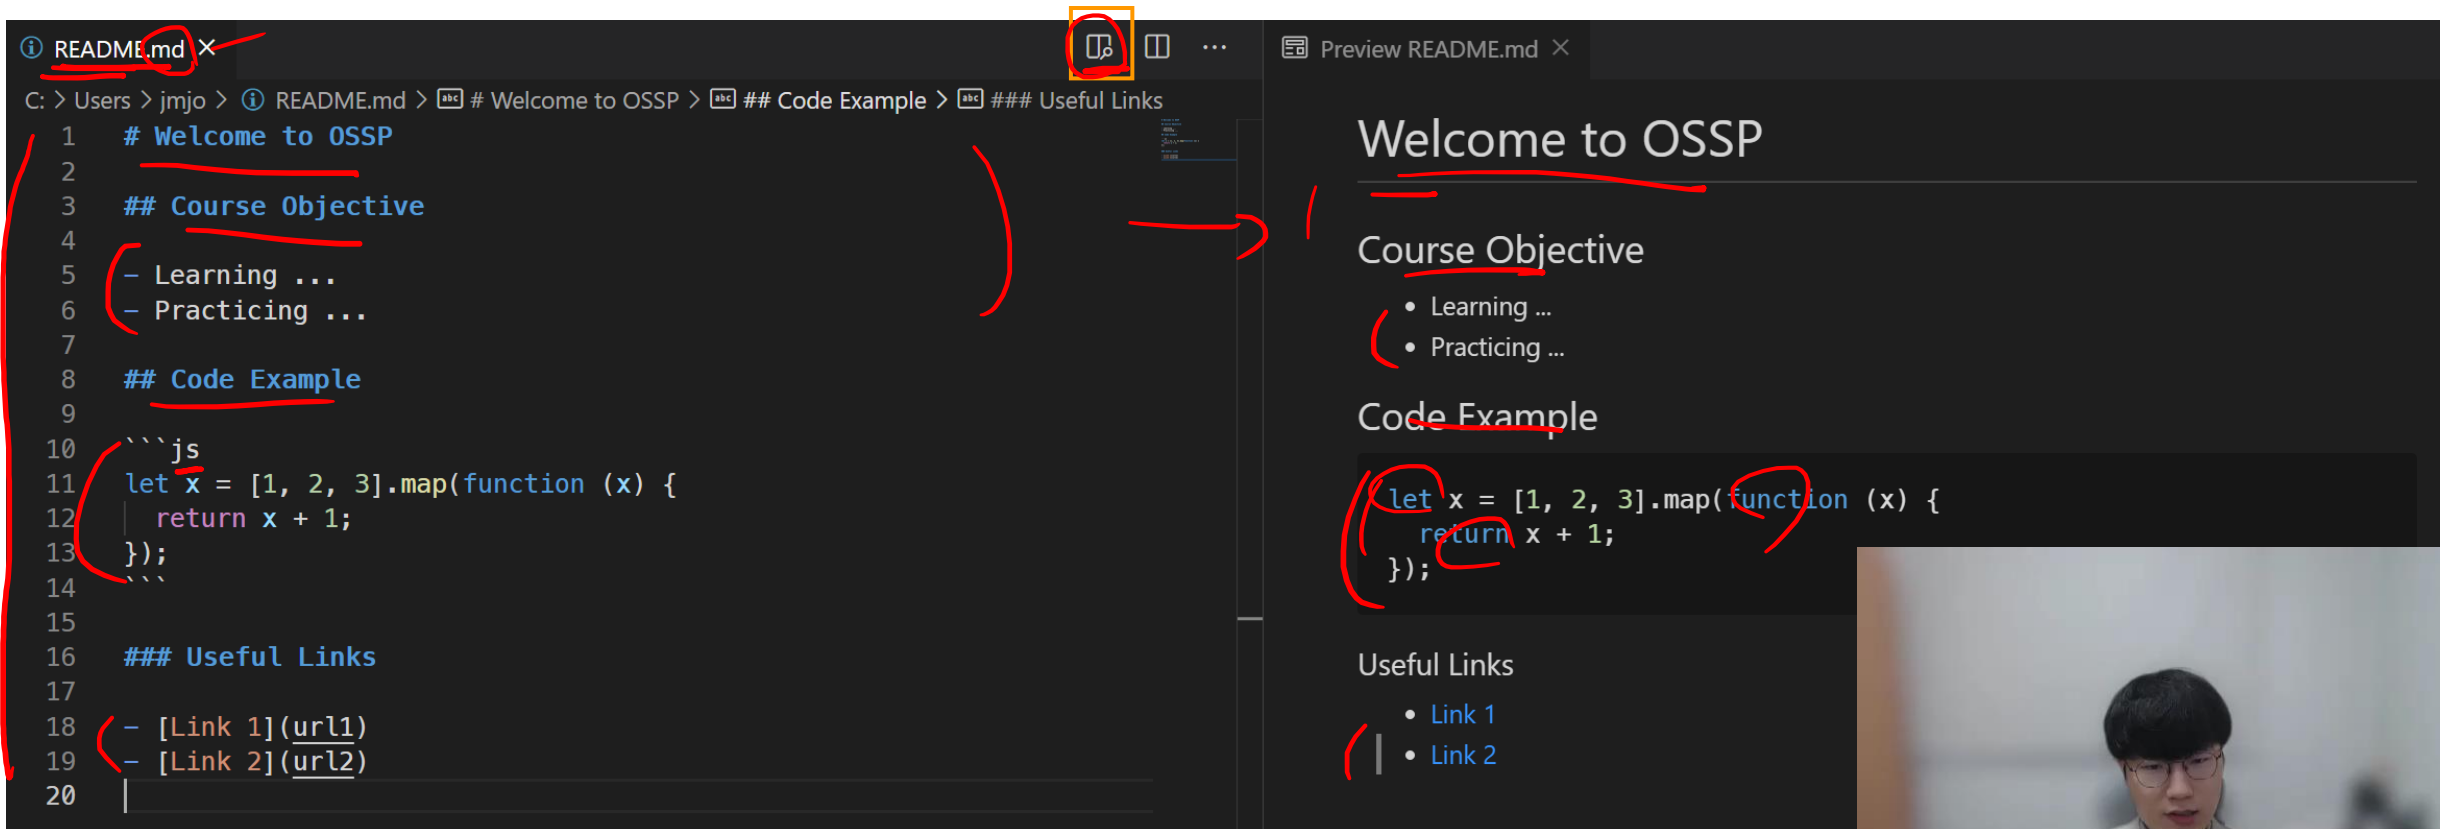 README.md
C: > Users > jmjo > README.md > # Welcome to OSSP > ## Code Example > ### Useful Links
1 # Welcome to OSSP
2
3 ## Course Objective
4
5 - Learning ...
6 - Practicing ...
7
8 ## Code Example
9
10 ```js
11 let x = [1, 2, 3].map(function (x) {
12   return x + 1;
13 });
14 ```
15
16 ### Useful Links
17
18 - [Link 1](url1)
19 - [Link 2](url2)
20
Preview README.md
Welcome to OSSP
Course Objective
• Learning ...
• Practicing ...
Code Example
let x = [1, 2, 3].map(function (x) {
  return x + 1;
});
Useful Links
• Link 1
• Link 2